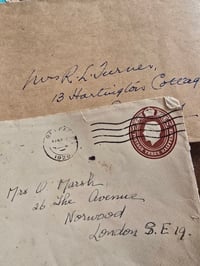 Mrs R. L. Turner,
13 Hartington Cottag
Mrs D. Marsh
26 The Avenue
Norwood
London S.E 19.